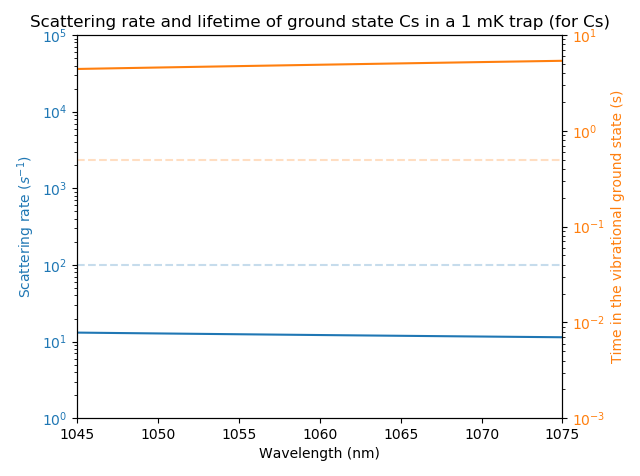 Scattering rate and lifetime of ground state Cs in a 1 mK trap (for Cs)
10⁵
10⁴
10³
10²
10¹
10⁰
Scattering rate (s⁻¹)
10¹
10⁰
10⁻¹
10⁻²
10⁻³
Time in the vibrational ground state (s)
1045 1050 1055 1060 1065 1070 1075
Wavelength (nm)